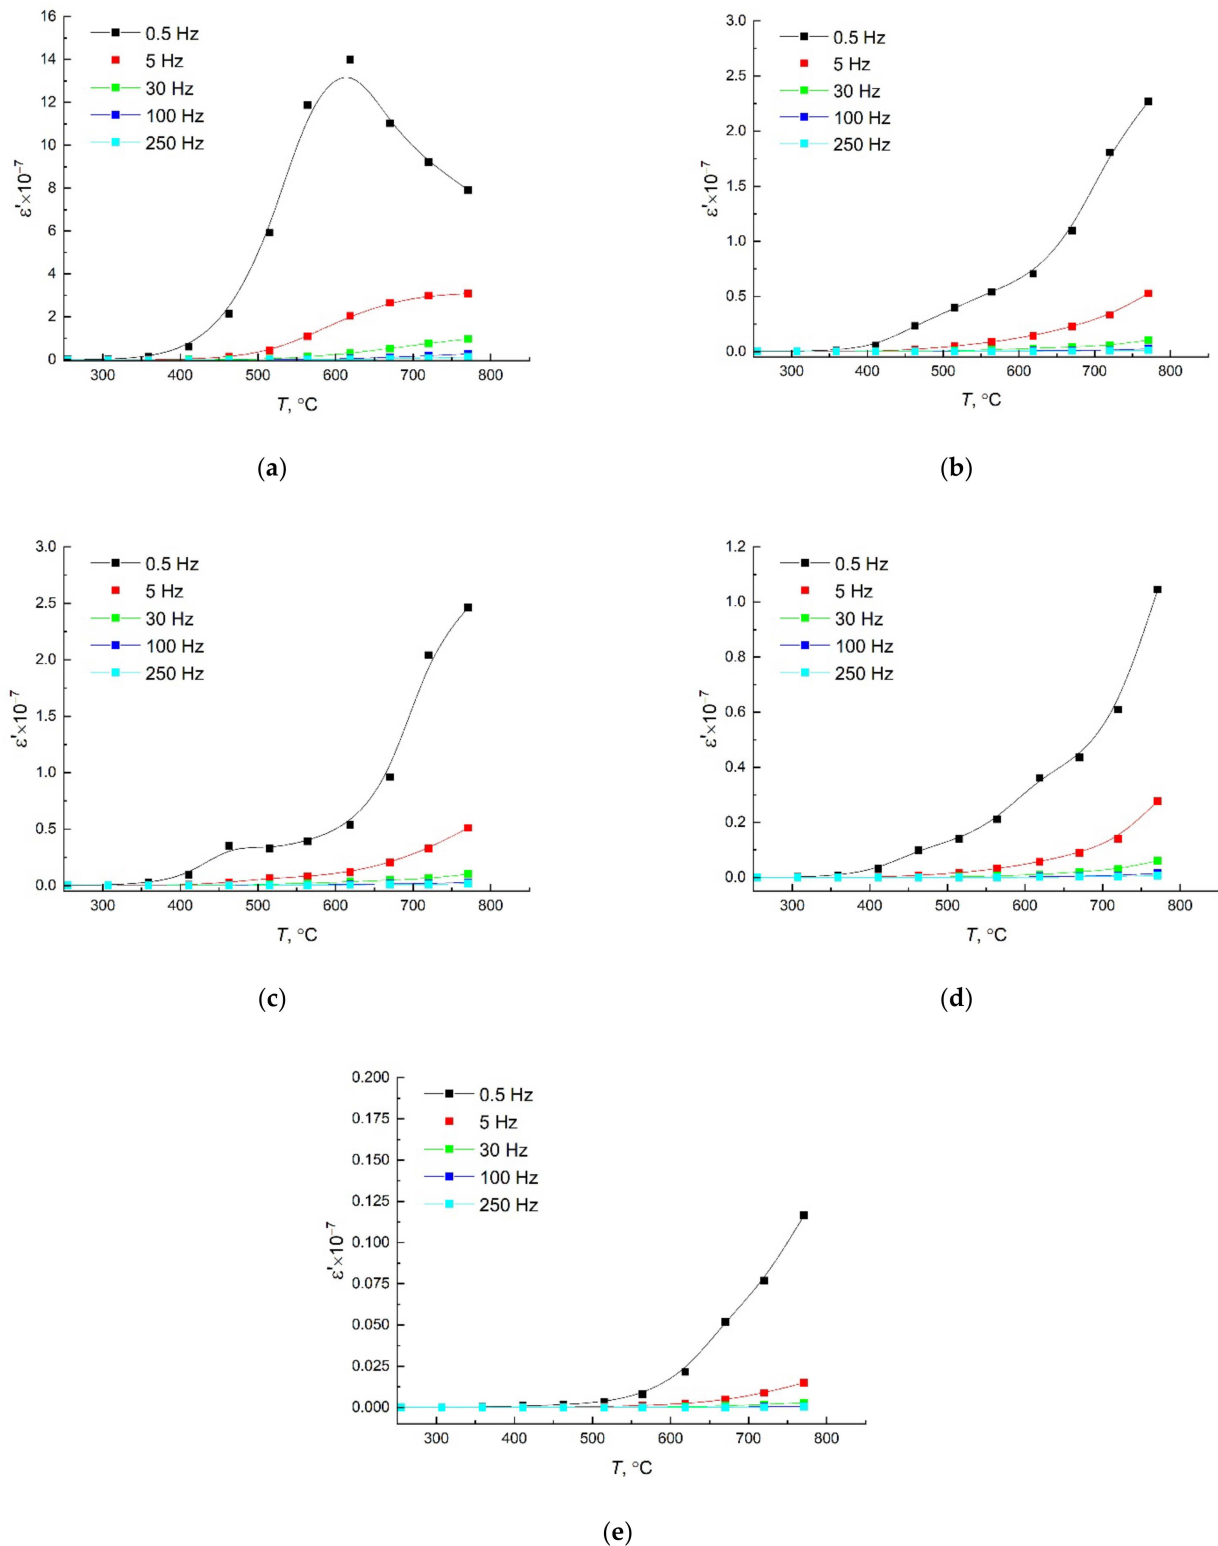 16
14
12
10
8
6
4
2
0
ε'×10⁻⁷
0.5 Hz
5 Hz
30 Hz
100 Hz
250 Hz
300 400 500 600 700 800
T, °C
(a)
3.0
2.5
2.0
1.5
1.0
0.5
0.0
ε'×10⁻⁷
0.5 Hz
5 Hz
30 Hz
100 Hz
250 Hz
300 400 500 600 700 800
T, °C
(b)
3.0
2.5
2.0
1.5
1.0
0.5
0.0
ε'×10⁻⁷
0.5 Hz
5 Hz
30 Hz
100 Hz
250 Hz
300 400 500 600 700 800
T, °C
(c)
1.2
1.0
0.8
0.6
0.4
0.2
0.0
ε'×10⁻⁷
0.5 Hz
5 Hz
30 Hz
100 Hz
250 Hz
300 400 500 600 700 800
T, °C
(d)
0.200
0.175
0.150
0.125
0.100
0.075
0.050
0.025
0.000
ε'×10⁻⁷
0.5 Hz
5 Hz
30 Hz
100 Hz
250 Hz
300 400 500 600 700 800
T, °C
(e)